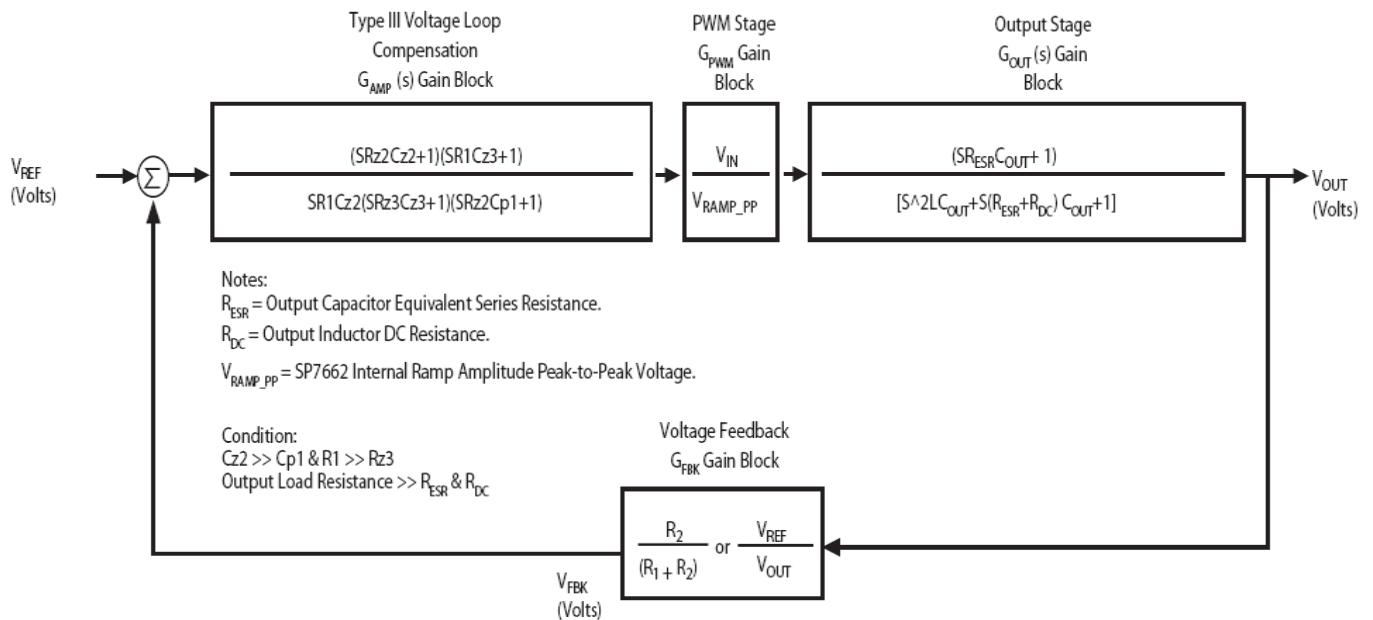 Type III Voltage Loop
Compensation
G_AMP (s) Gain Block
PWM Stage
G_PWM Gain
Block
Output Stage
G_OUT (s) Gain
Block
V_REF
(Volts)
Σ
(SRz2Cz2+1)(SR1Cz3+1)
SR1Cz2(SRz3Cz3+1)(SRz2Cp1+1)
V_IN
V_RAMP_PP
(SR_ESR C_OUT+ 1)
[S^2LC_OUT+S(R_ESR+R_DC) C_OUT+1]
V_OUT
(Volts)
Notes:
R_ESR = Output Capacitor Equivalent Series Resistance.
R_DC = Output Inductor DC Resistance.
V_RAMP_PP = SP7662 Internal Ramp Amplitude Peak-to-Peak Voltage.
Condition:
Cz2 >> Cp1 & R1 >> Rz3
Output Load Resistance >> R_ESR & R_DC
Voltage Feedback
G_FBK Gain Block
R_2
(R_1 + R_2)
or
V_REF
V_OUT
V_FBK
(Volts)